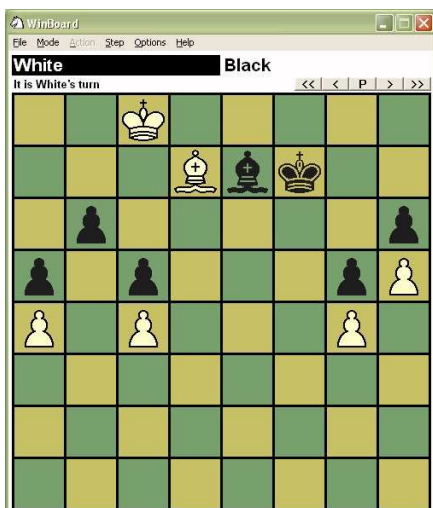 WinBoard
File Mode Action Step Options Help
White Black
It is White's turn << < P > >>